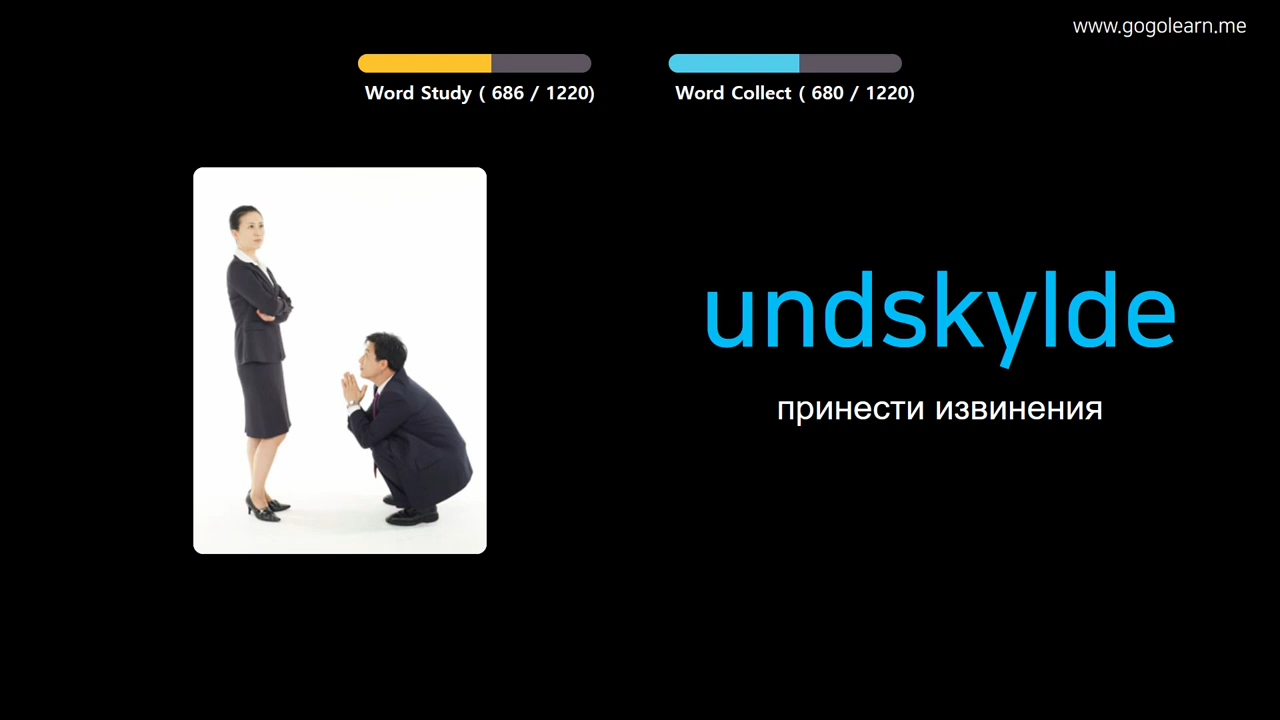 www.gogolearn.me
Word Study ( 686 / 1220)
Word Collect ( 680 / 1220)
undskylde
принести извинения